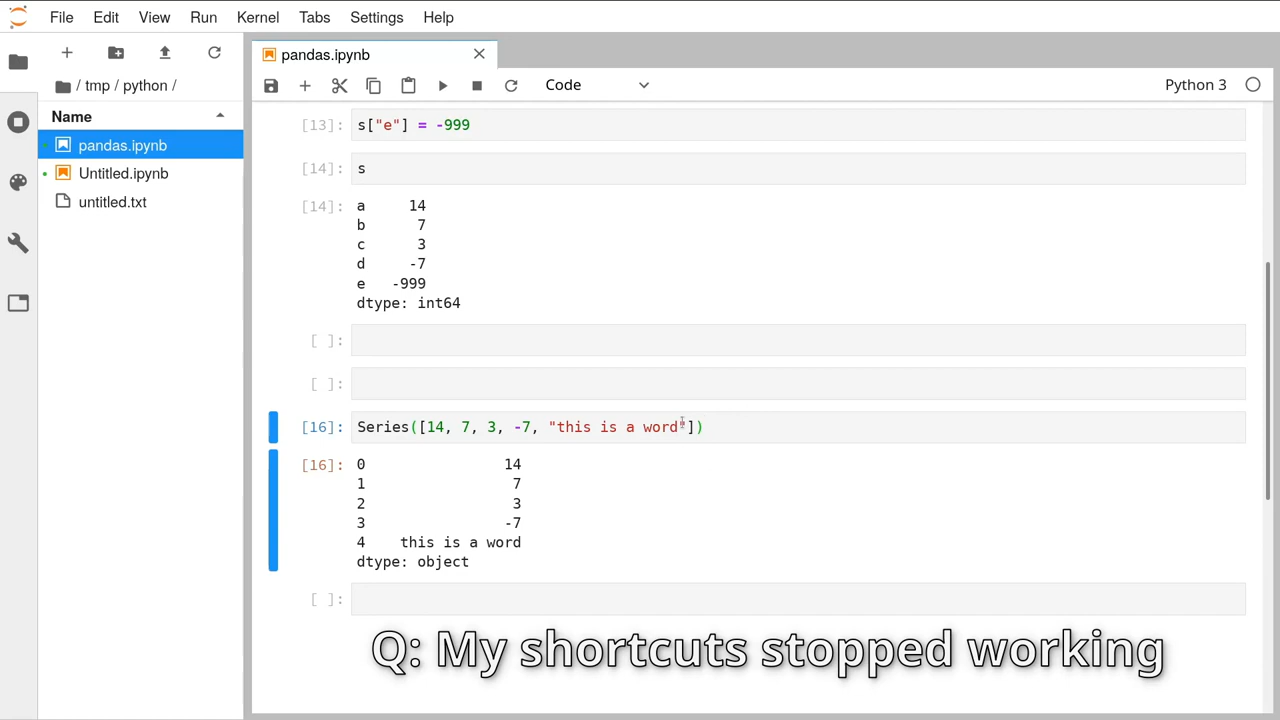 File Edit View Run Kernel Tabs Settings Help
pandas.ipynb
/ tmp / python /
Code
Python 3
Name
pandas.ipynb
Untitled.ipynb
untitled.txt
[13]: s["e"] = -999
[14]: s
[14]: a 14
b 7
c 3
d -7
e -999
dtype: int64
[ ]:
[ ]:
[16]: Series([14, 7, 3, -7, "this is a word"])
[16]: 0 14
1 7
2 3
3 -7
4 this is a word
dtype: object
[ ]:
Q: My shortcuts stopped working